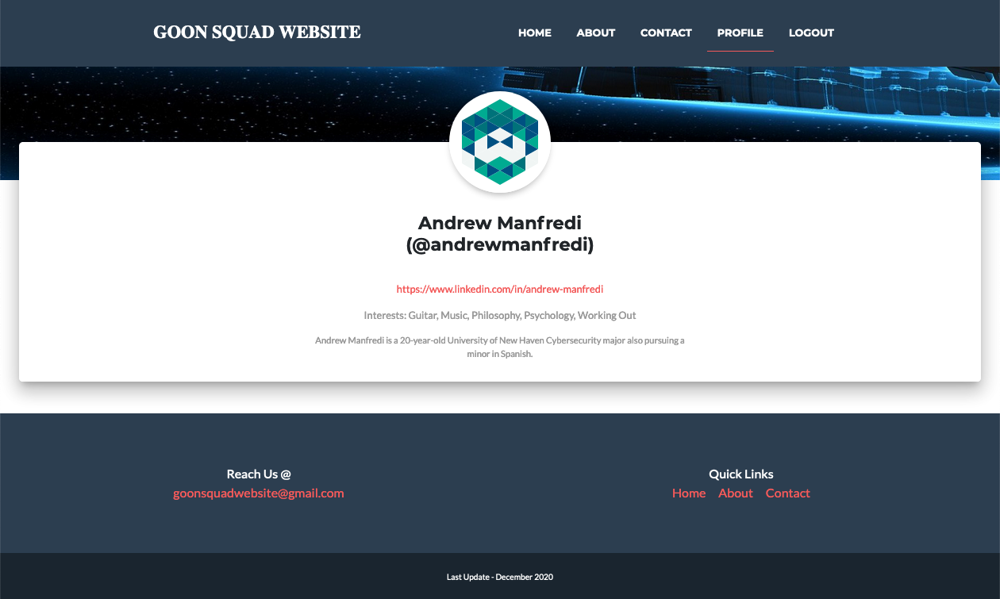 GOON SQUAD WEBSITE
HOME ABOUT CONTACT PROFILE LOGOUT
Andrew Manfredi
(@andrewmanfredi)
https://www.linkedin.com/in/andrew-manfredi
Interests: Guitar, Music, Philosophy, Psychology, Working Out
Andrew Manfredi is a 20-year-old University of New Haven Cybersecurity major also pursuing a
minor in Spanish.
Reach Us @
goonsquadwebsite@gmail.com
Quick Links
Home About Contact
Last Update - December 2020